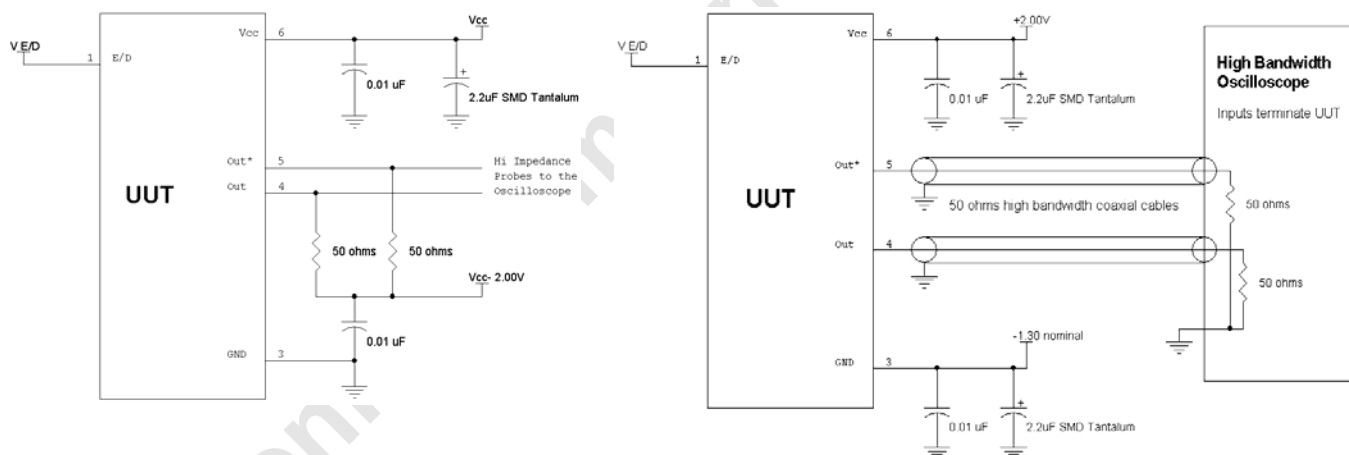 Vcc
Vcc 6
V E/D
1 E/D
0.01 uF
2.2uF SMD Tantalum
Out* 5
Hi Impedance
Probes to the
Oscilloscope
Out 4
UUT
50 ohms 50 ohms
Vcc- 2.00V
0.01 uF
GND 3
+2.00V
Vcc 6
V E/D
1 E/D
0.01 uF 2.2uF SMD Tantalum
High Bandwidth
Oscilloscope
Inputs terminate UUT
Out* 5
UUT
50 ohms high bandwidth coaxial cables
50 ohms
Out 4
50 ohms
-1.30 nominal
GND 3
0.01 uF 2.2uF SMD Tantalum